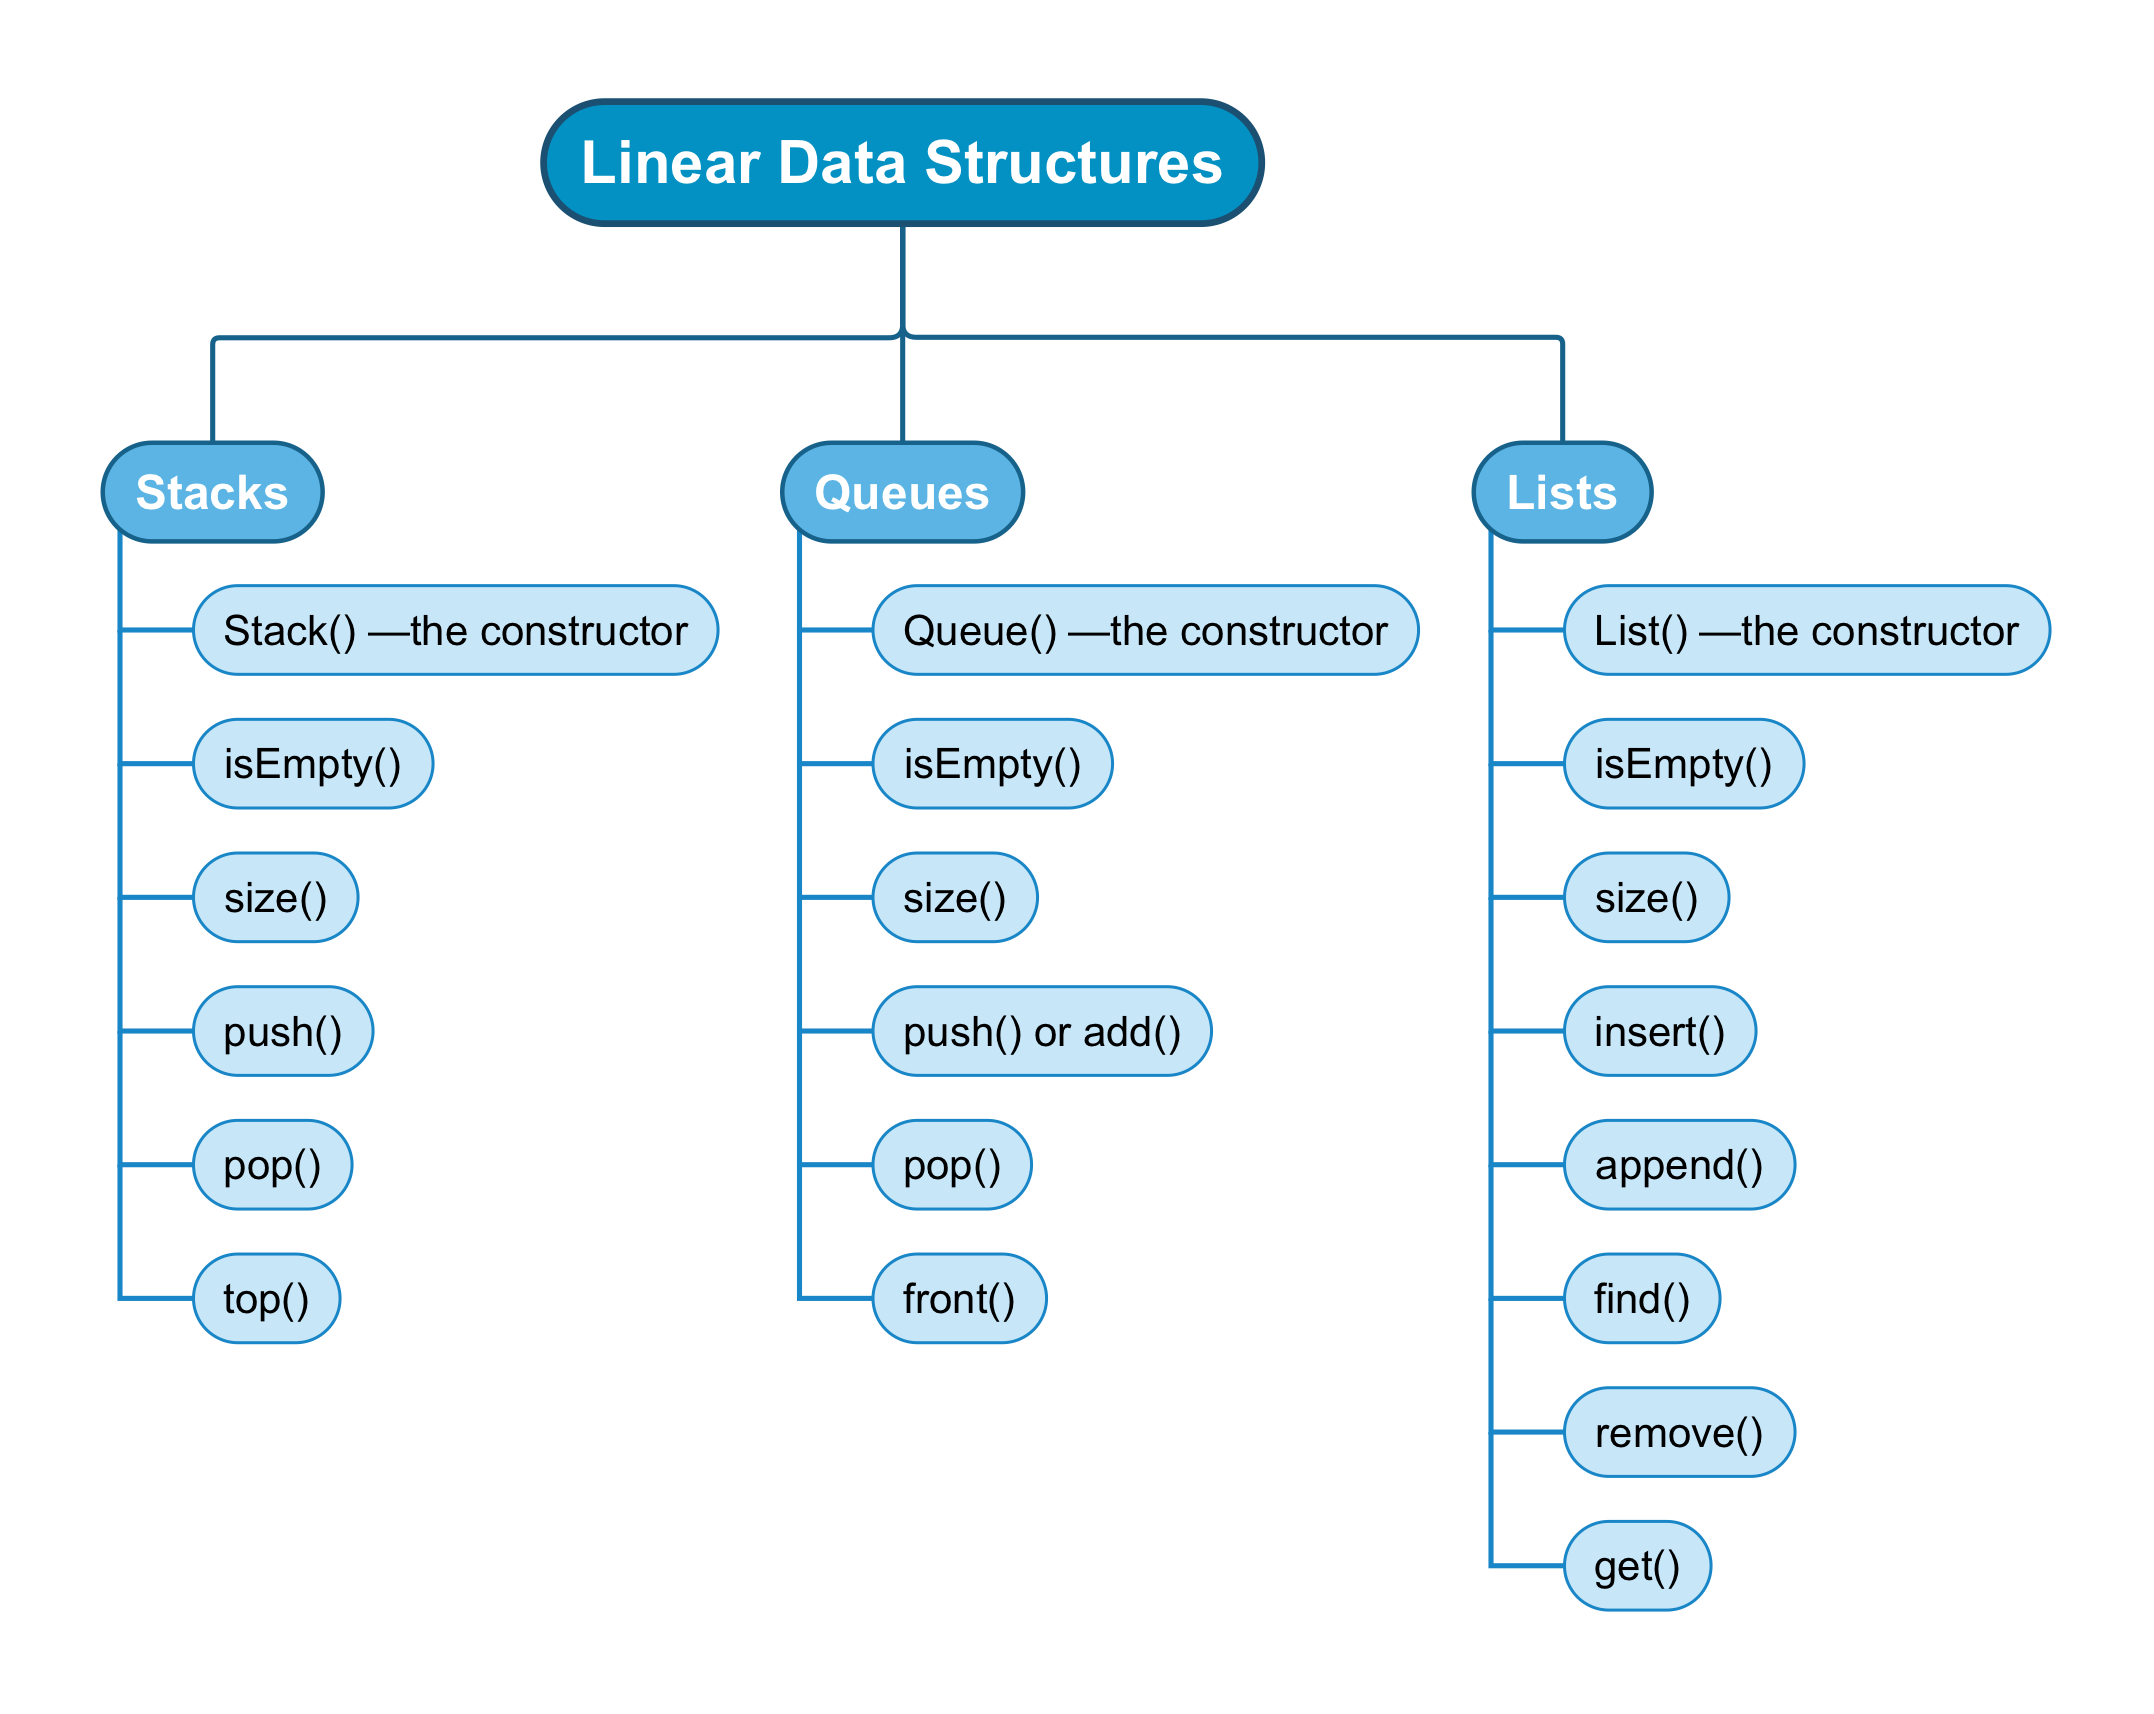 Linear Data Structures
Stacks
Stack() —the constructor
isEmpty()
size()
push()
pop()
top()
Queues
Queue() —the constructor
isEmpty()
size()
push() or add()
pop()
front()
Lists
List() —the constructor
isEmpty()
size()
insert()
append()
find()
remove()
get()